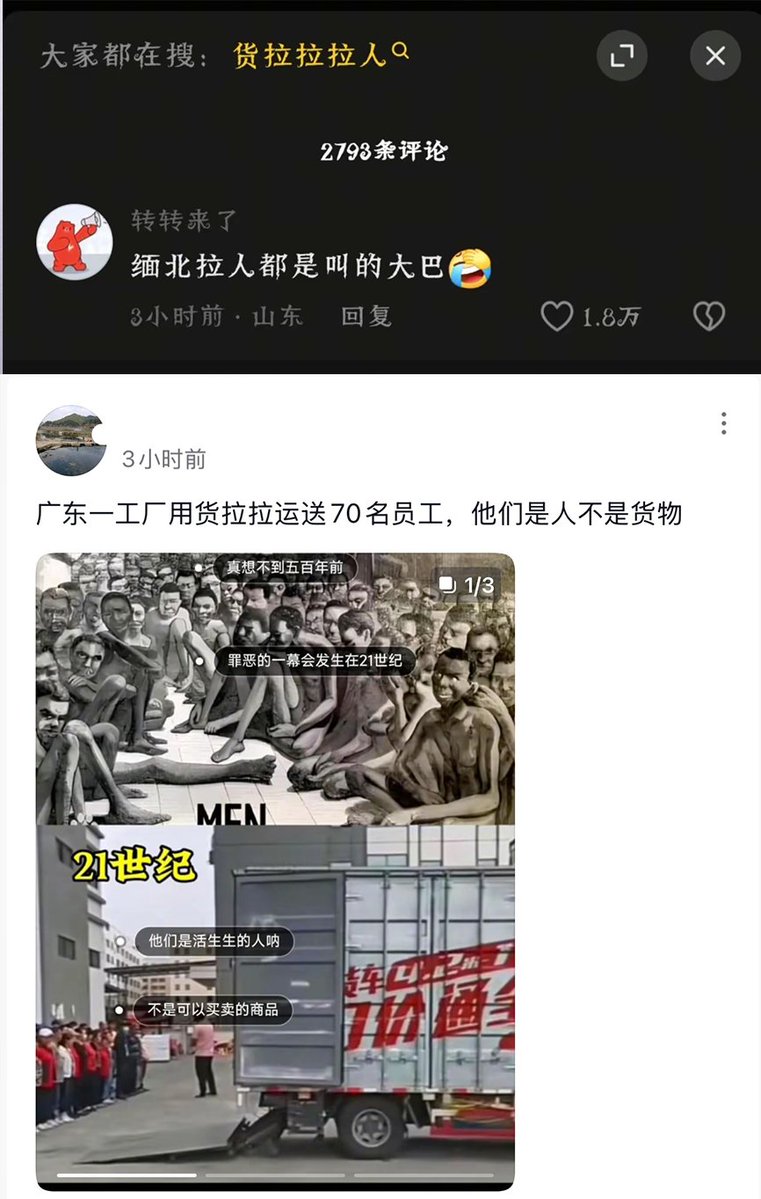 大家都在搜：货拉拉拉人
2793条评论
转转来了
缅北拉人都是叫的大巴🤣
3小时前·山东 回复 1.8万
3小时前
广东一工厂用货拉拉运送70名员工，他们是人不是货物
真想不到五百年前
1/3
罪恶的一幕会发生在21世纪
MEN
21世纪
他们是活生生的人呐
不是可以买卖的商品